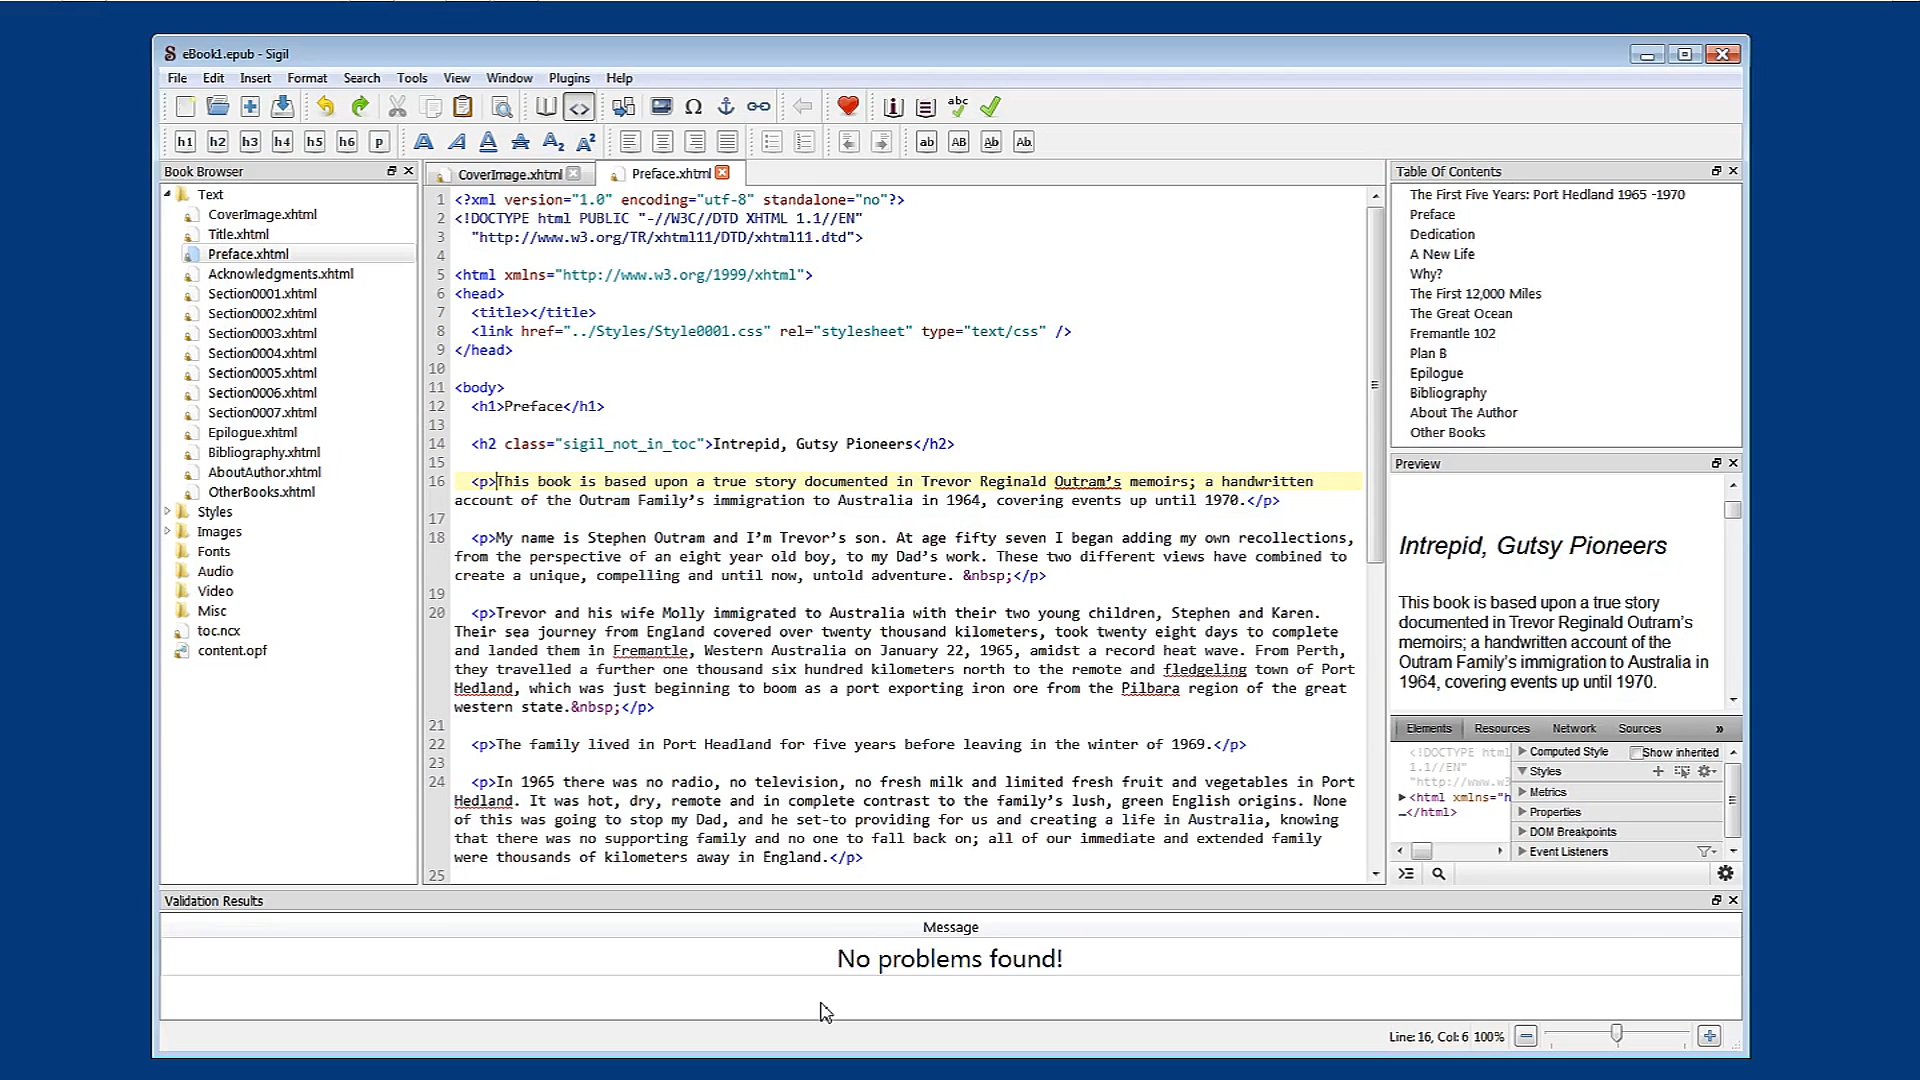 eBook1.epub - Sigil
File Edit Insert Format Search Tools View Window Plugins Help
h1 h2 h3 h4 h5 h6 p A A A A A₂ A² ab AB Ab Ab.
Book Browser
Text
CoverImage.xhtml
Title.xhtml
Preface.xhtml
Acknowledgments.xhtml
Section0001.xhtml
Section0002.xhtml
Section0003.xhtml
Section0004.xhtml
Section0005.xhtml
Section0006.xhtml
Section0007.xhtml
Epilogue.xhtml
Bibliography.xhtml
AboutAuthor.xhtml
OtherBooks.xhtml
Styles
Images
Fonts
Audio
Video
Misc
toc.ncx
content.opf
CoverImage.xhtml Preface.xhtml
1 <?xml version="1.0" encoding="utf-8" standalone="no"?>
2 <!DOCTYPE html PUBLIC "-//W3C//DTD XHTML 1.1//EN"
3 "http://www.w3.org/TR/xhtml11/DTD/xhtml11.dtd">
4
5 <html xmlns="http://www.w3.org/1999/xhtml">
6 <head>
7 <title></title>
8 <link href="../Styles/Style0001.css" rel="stylesheet" type="text/css" />
9 </head>
10
11 <body>
12 <h1>Preface</h1>
13
14 <h2 class="sigil_not_in_toc">Intrepid, Gutsy Pioneers</h2>
15
16 <p>This book is based upon a true story documented in Trevor Reginald Outram’s memoirs; a handwritten
account of the Outram Family’s immigration to Australia in 1964, covering events up until 1970.</p>
17
18 <p>My name is Stephen Outram and I’m Trevor’s son. At age fifty seven I began adding my own recollections,
from the perspective of an eight year old boy, to my Dad’s work. These two different views have combined to
create a unique, compelling and until now, untold adventure. &nbsp;</p>
19
20 <p>Trevor and his wife Molly immigrated to Australia with their two young children, Stephen and Karen.
Their sea journey from England covered over twenty thousand kilometers, took twenty eight days to complete
and landed them in Fremantle, Western Australia on January 22, 1965, amidst a record heat wave. From Perth,
they travelled a further one thousand six hundred kilometers north to the remote and fledgeling town of Port
Hedland, which was just beginning to boom as a port exporting iron ore from the Pilbara region of the great
western state.&nbsp;</p>
21
22 <p>The family lived in Port Headland for five years before leaving in the winter of 1969.</p>
23
24 <p>In 1965 there was no radio, no television, no fresh milk and limited fresh fruit and vegetables in Port
Hedland. It was hot, dry, remote and in complete contrast to the family’s lush, green English origins. None
of this was going to stop my Dad, and he set-to providing for us and creating a life in Australia, knowing
that there was no supporting family and no one to fall back on; all of our immediate and extended family
were thousands of kilometers away in England.</p>
25
Table Of Contents
The First Five Years: Port Hedland 1965 -1970
Preface
Dedication
A New Life
Why?
The First 12,000 Miles
The Great Ocean
Fremantle 102
Plan B
Epilogue
Bibliography
About The Author
Other Books
Preview
Intrepid, Gutsy Pioneers
This book is based upon a true story
documented in Trevor Reginald Outram’s
memoirs; a handwritten account of the
Outram Family’s immigration to Australia in
1964, covering events up until 1970.
Elements Resources Network Sources »
<!DOCTYPE html
1.1//EN"
"http://www.w3
<html xmlns="h
…</html>
Computed Style Show inherited
Styles
Metrics
Properties
DOM Breakpoints
Event Listeners
Validation Results
Message
No problems found!
Line: 16, Col: 6 100%